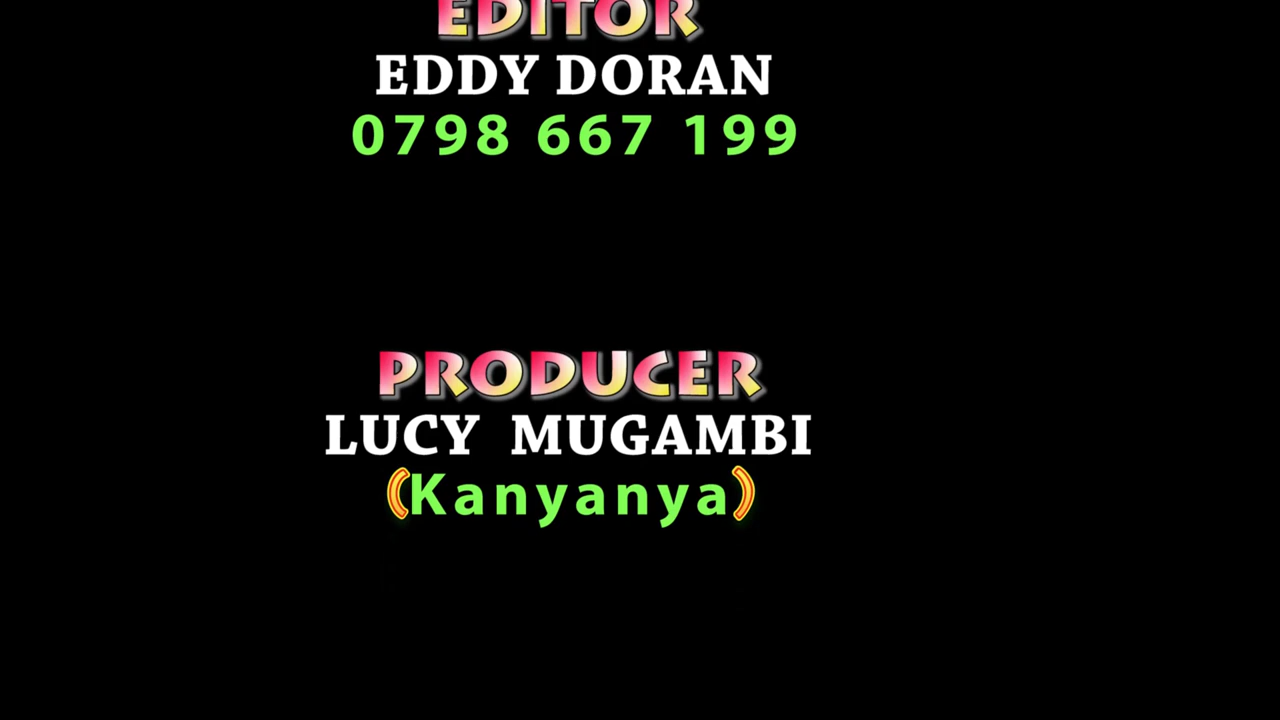 EDITOR
EDDY DORAN
0798 667 199
PRODUCER
LUCY MUGAMBI
(Kanyanya)